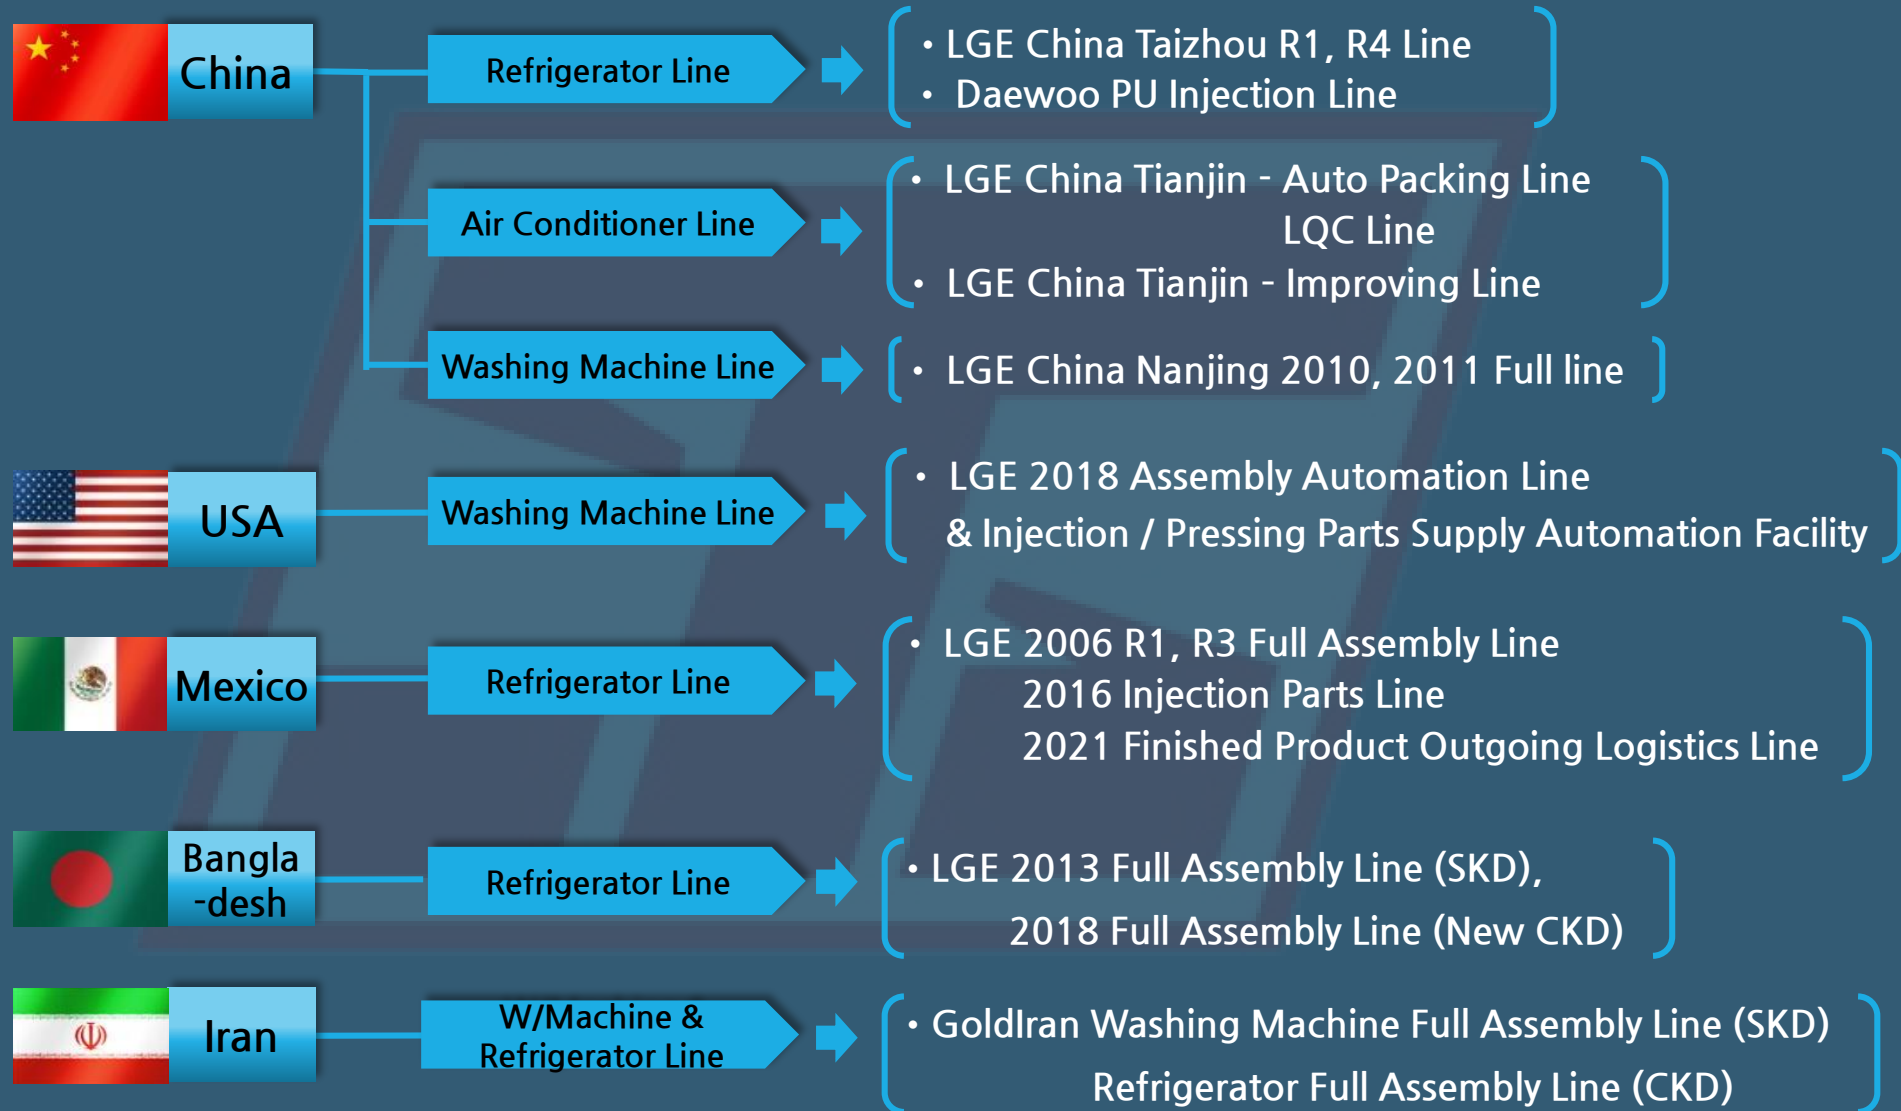 China
Refrigerator Line
• LGE China Taizhou R1, R4 Line
• Daewoo PU Injection Line
Air Conditioner Line
• LGE China Tianjin - Auto Packing Line
LQC Line
• LGE China Tianjin - Improving Line
Washing Machine Line
• LGE China Nanjing 2010, 2011 Full line
USA
Washing Machine Line
• LGE 2018 Assembly Automation Line
& Injection / Pressing Parts Supply Automation Facility
Mexico
Refrigerator Line
• LGE 2006 R1, R3 Full Assembly Line
2016 Injection Parts Line
2021 Finished Product Outgoing Logistics Line
Bangla
-desh
Refrigerator Line
• LGE 2013 Full Assembly Line (SKD),
2018 Full Assembly Line (New CKD)
Iran
W/Machine &
Refrigerator Line
• GoldIran Washing Machine Full Assembly Line (SKD)
Refrigerator Full Assembly Line (CKD)